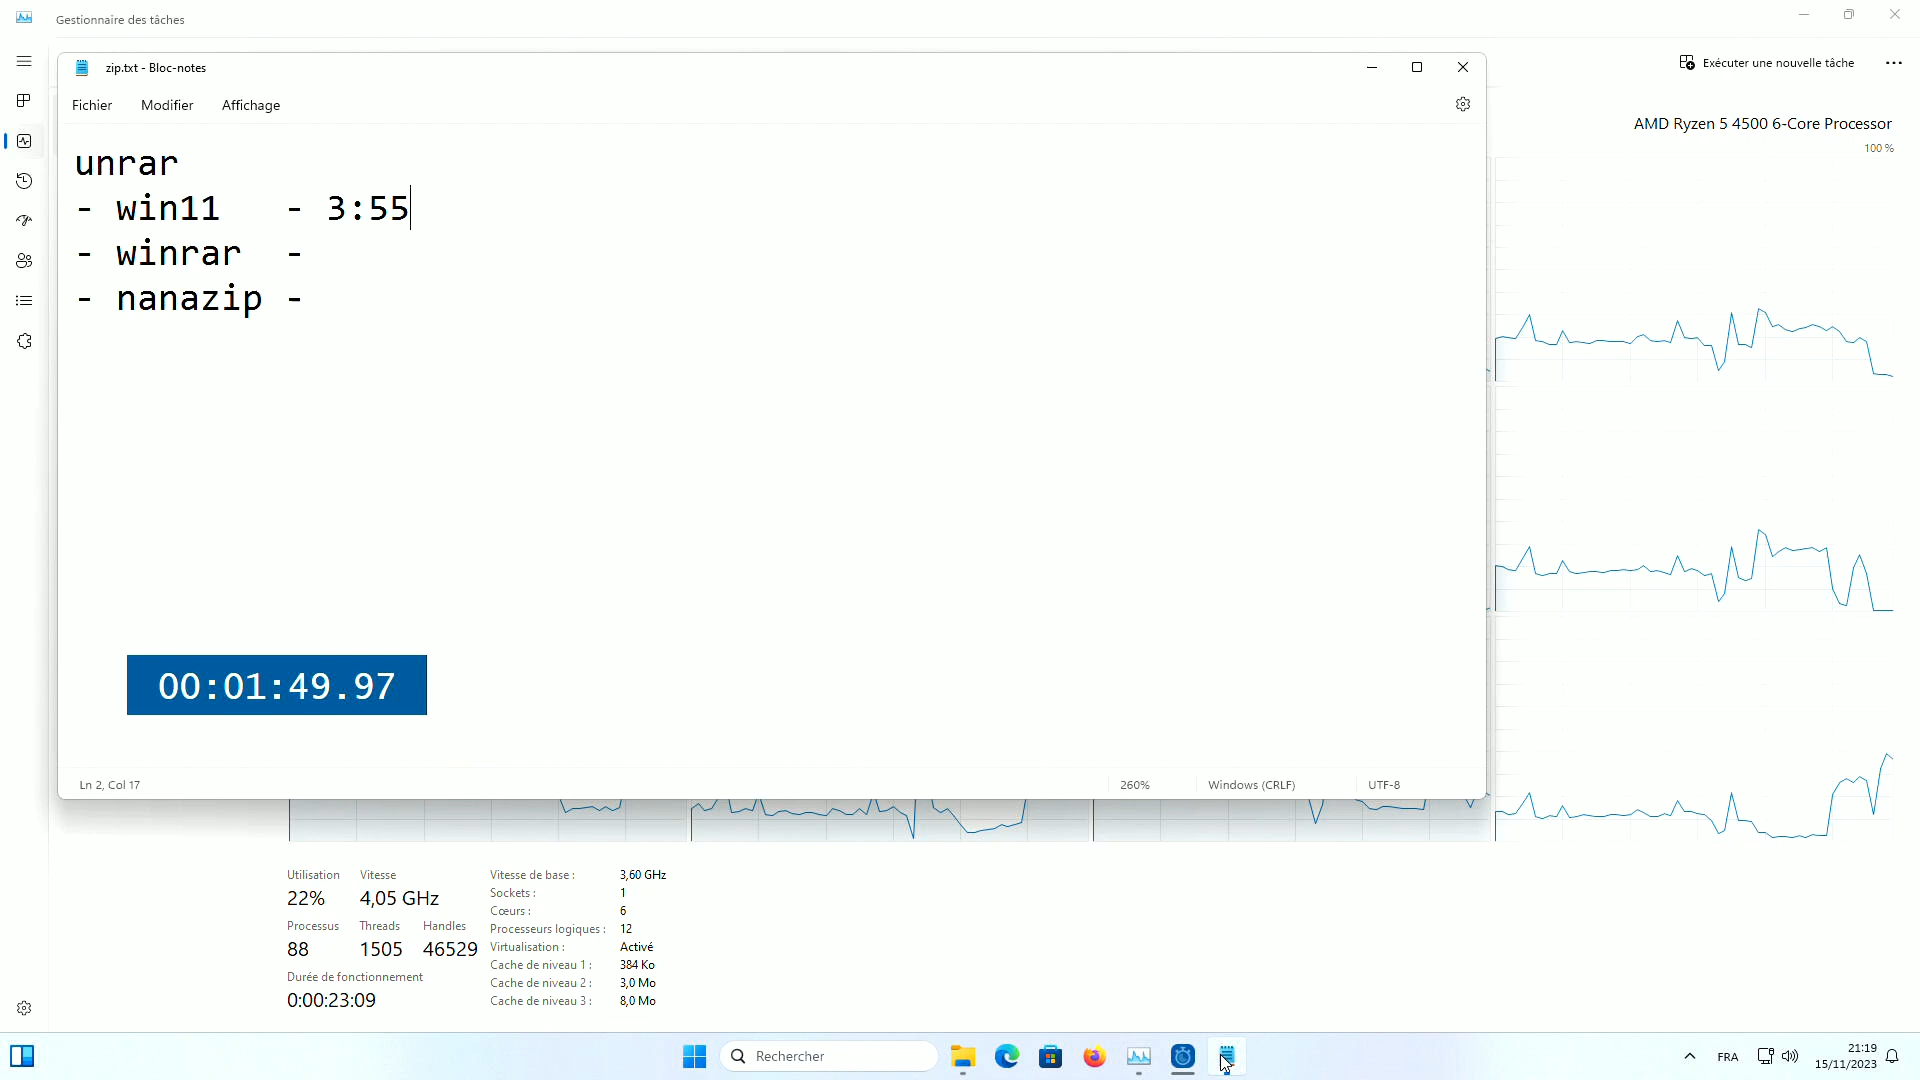 Gestionnaire des tâches
zip.txt - Bloc-notes
Exécuter une nouvelle tâche
Fichier Modifier Affichage
AMD Ryzen 5 4500 6-Core Processor
100 %
unrar
- win11 - 3:55
- winrar -
- nanazip -
00:01:49.97
Ln 2, Col 17 260% Windows (CRLF) UTF-8
Utilisation Vitesse
22% 4,05 GHz
Processus Threads Handles
88 1505 46529
Durée de fonctionnement
0:00:23:09
Vitesse de base : 3,60 GHz
Sockets : 1
Cœurs : 6
Processeurs logiques : 12
Virtualisation : Activé
Cache de niveau 1 : 384 Ko
Cache de niveau 2 : 3,0 Mo
Cache de niveau 3 : 8,0 Mo
Rechercher
FRA
21:19
15/11/2023